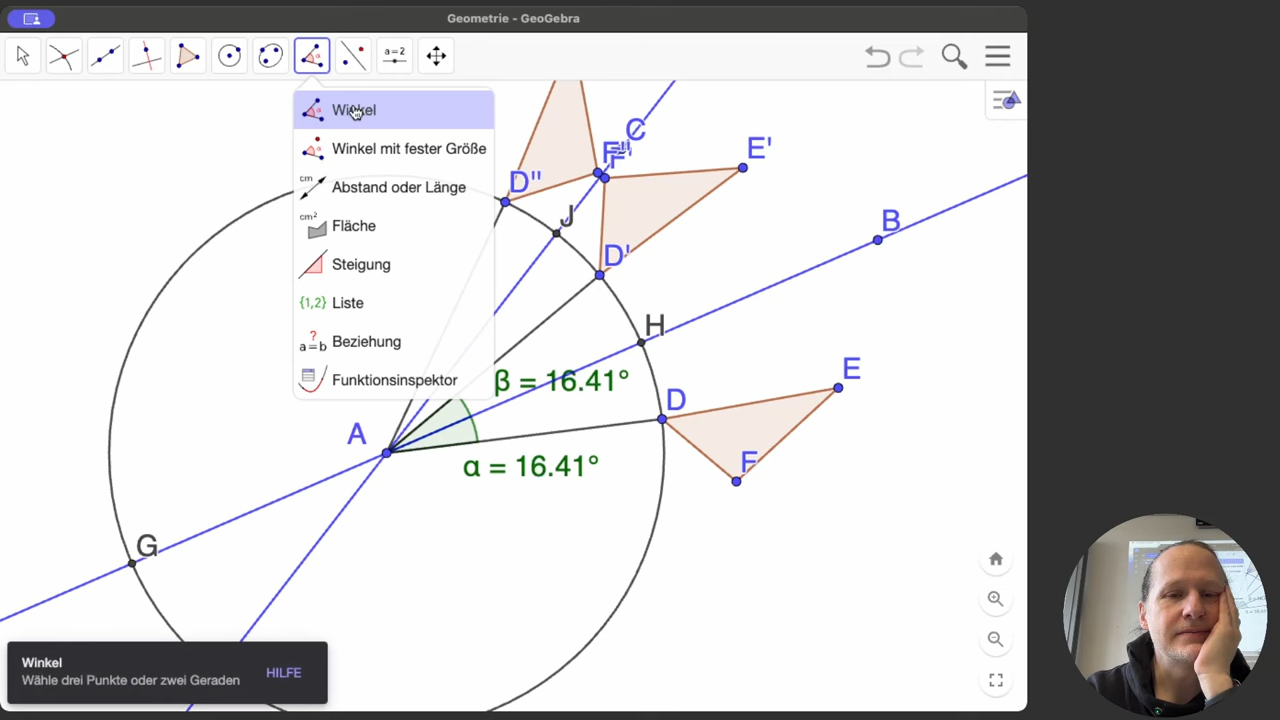 Geometrie - GeoGebra
a=2
Winkel
Winkel mit fester Größe
cm
Abstand oder Länge
cm²
Fläche
Steigung
{1,2}
Liste
?
a=b
Beziehung
Funktionsinspektor
C
F''
F'
E'
D''
J
D'
B
H
β = 16.41°
E
D
A
α = 16.41°
F
G
Winkel
Wähle drei Punkte oder zwei Geraden
HILFE